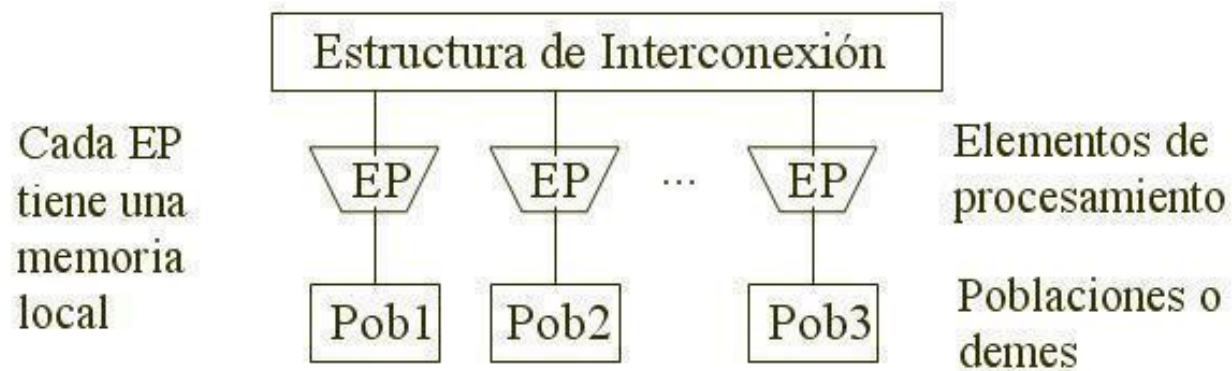 Estructura de Interconexión
Cada EP
tiene una
memoria
local
EP EP ... EP
Elementos de
procesamiento
Pob1 Pob2 Pob3
Poblaciones o
demes